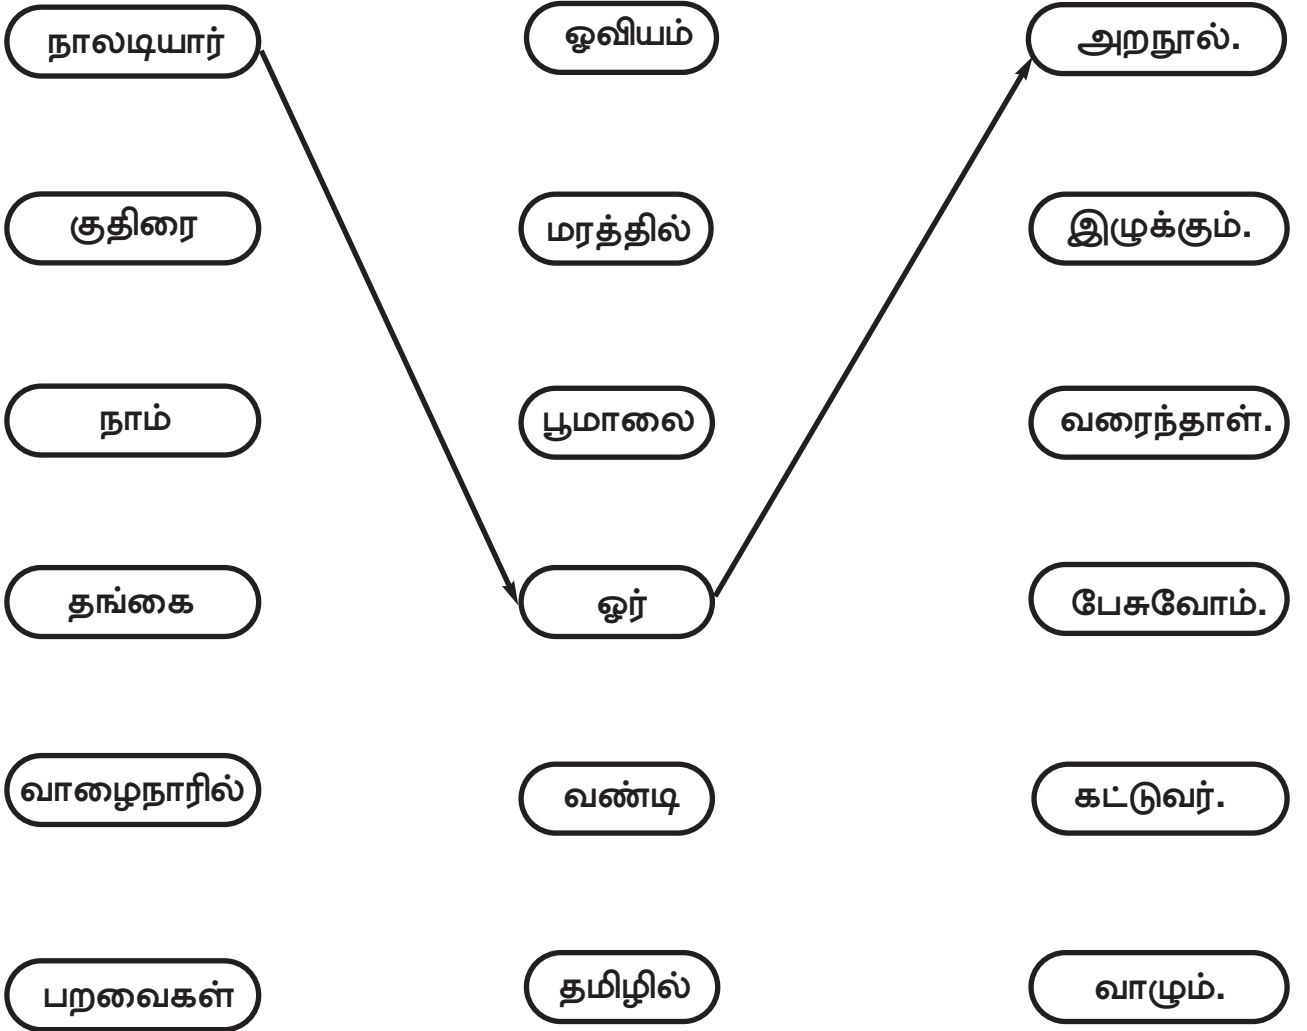 நாலடியார் ஓவியம் அறநூல்.
குதிரை மரத்தில் இழுக்கும்.
நாம் பூமாலை வரைந்தாள்.
தங்கை ஓர் பேசுவோம்.
வாழைநாரில் வண்டி கட்டுவர்.
பறவைகள் தமிழில் வாழும்.